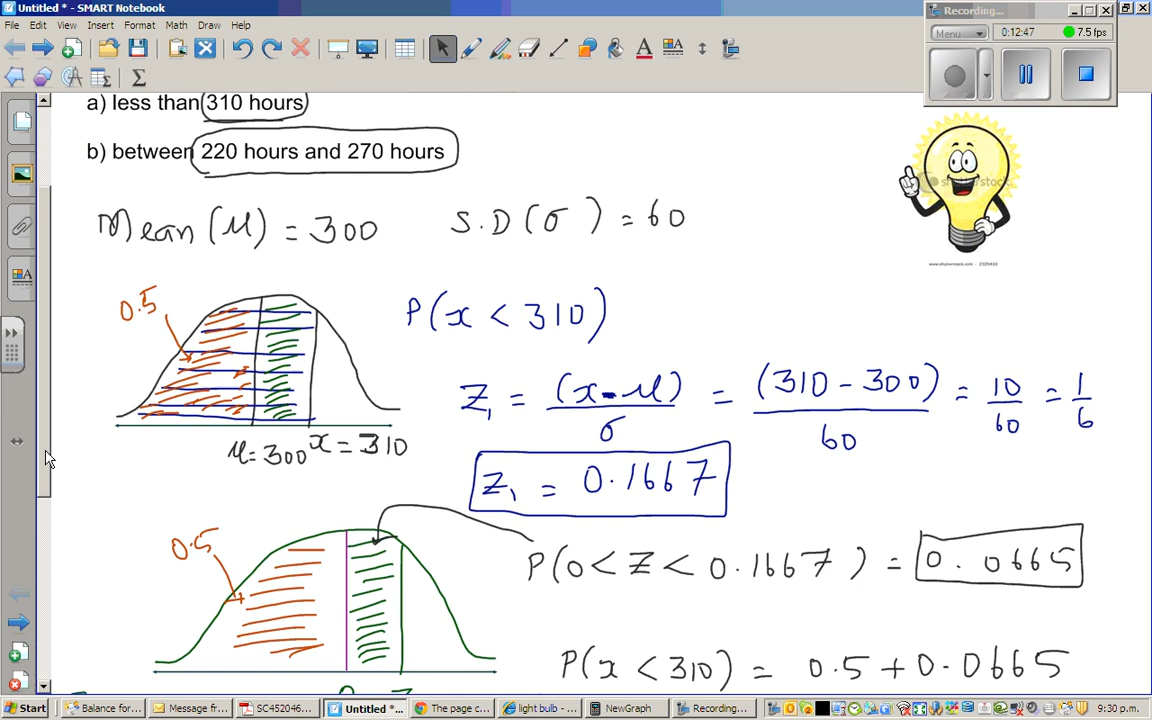 Untitled * - SMART Notebook
File Edit View Insert Format Math Draw Help
Recording...
Menu 0:12:47 7.5 fps
a) less than 310 hours
b) between 220 hours and 270 hours
Mean (μ) = 300 S.D (σ) = 60
0.5
P(x < 310)
Z₁ = (x - μ) / σ = (310 - 300) / 60 = 10/60 = 1/6
μ = 300 x = 310
Z₁ = 0.1667
0.5
P(0 < Z < 0.1667) = 0.0665
P(x < 310) = 0.5 + 0.0665
shutterstock
Start Balance for... Message fr... SC452046... Untitled *... The page c... light bulb -... NewGraph Recording... 9:30 p.m.